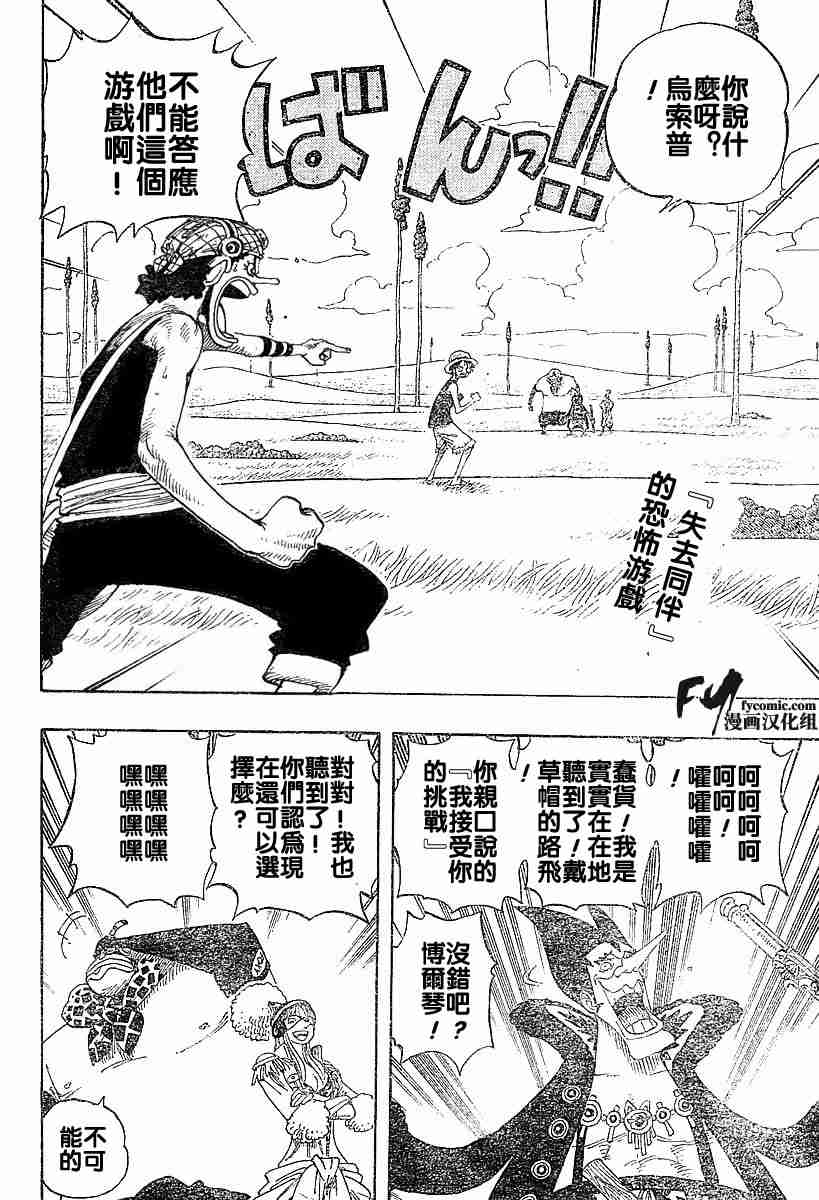 你說什
麼呀?
烏索普
!
ばんっ!!
不能答應
他們這個
游戲啊!
『失去同伴』
的恐怖游戲
FY
fycomic.com
漫画汉化组
呵呵呵呵
呵呵!
嚯嚯嚯嚯
!
蠢貨!我是
實實在在地
聽到了!戴
草帽的路飛
!
你親口說的
『我接受你
的挑戰』
沒錯吧?
博爾琴!
對對!我也
聽到了!
你們認爲現
在還可以選
擇麼?
嘿嘿嘿嘿
嘿嘿嘿嘿
不可
能的